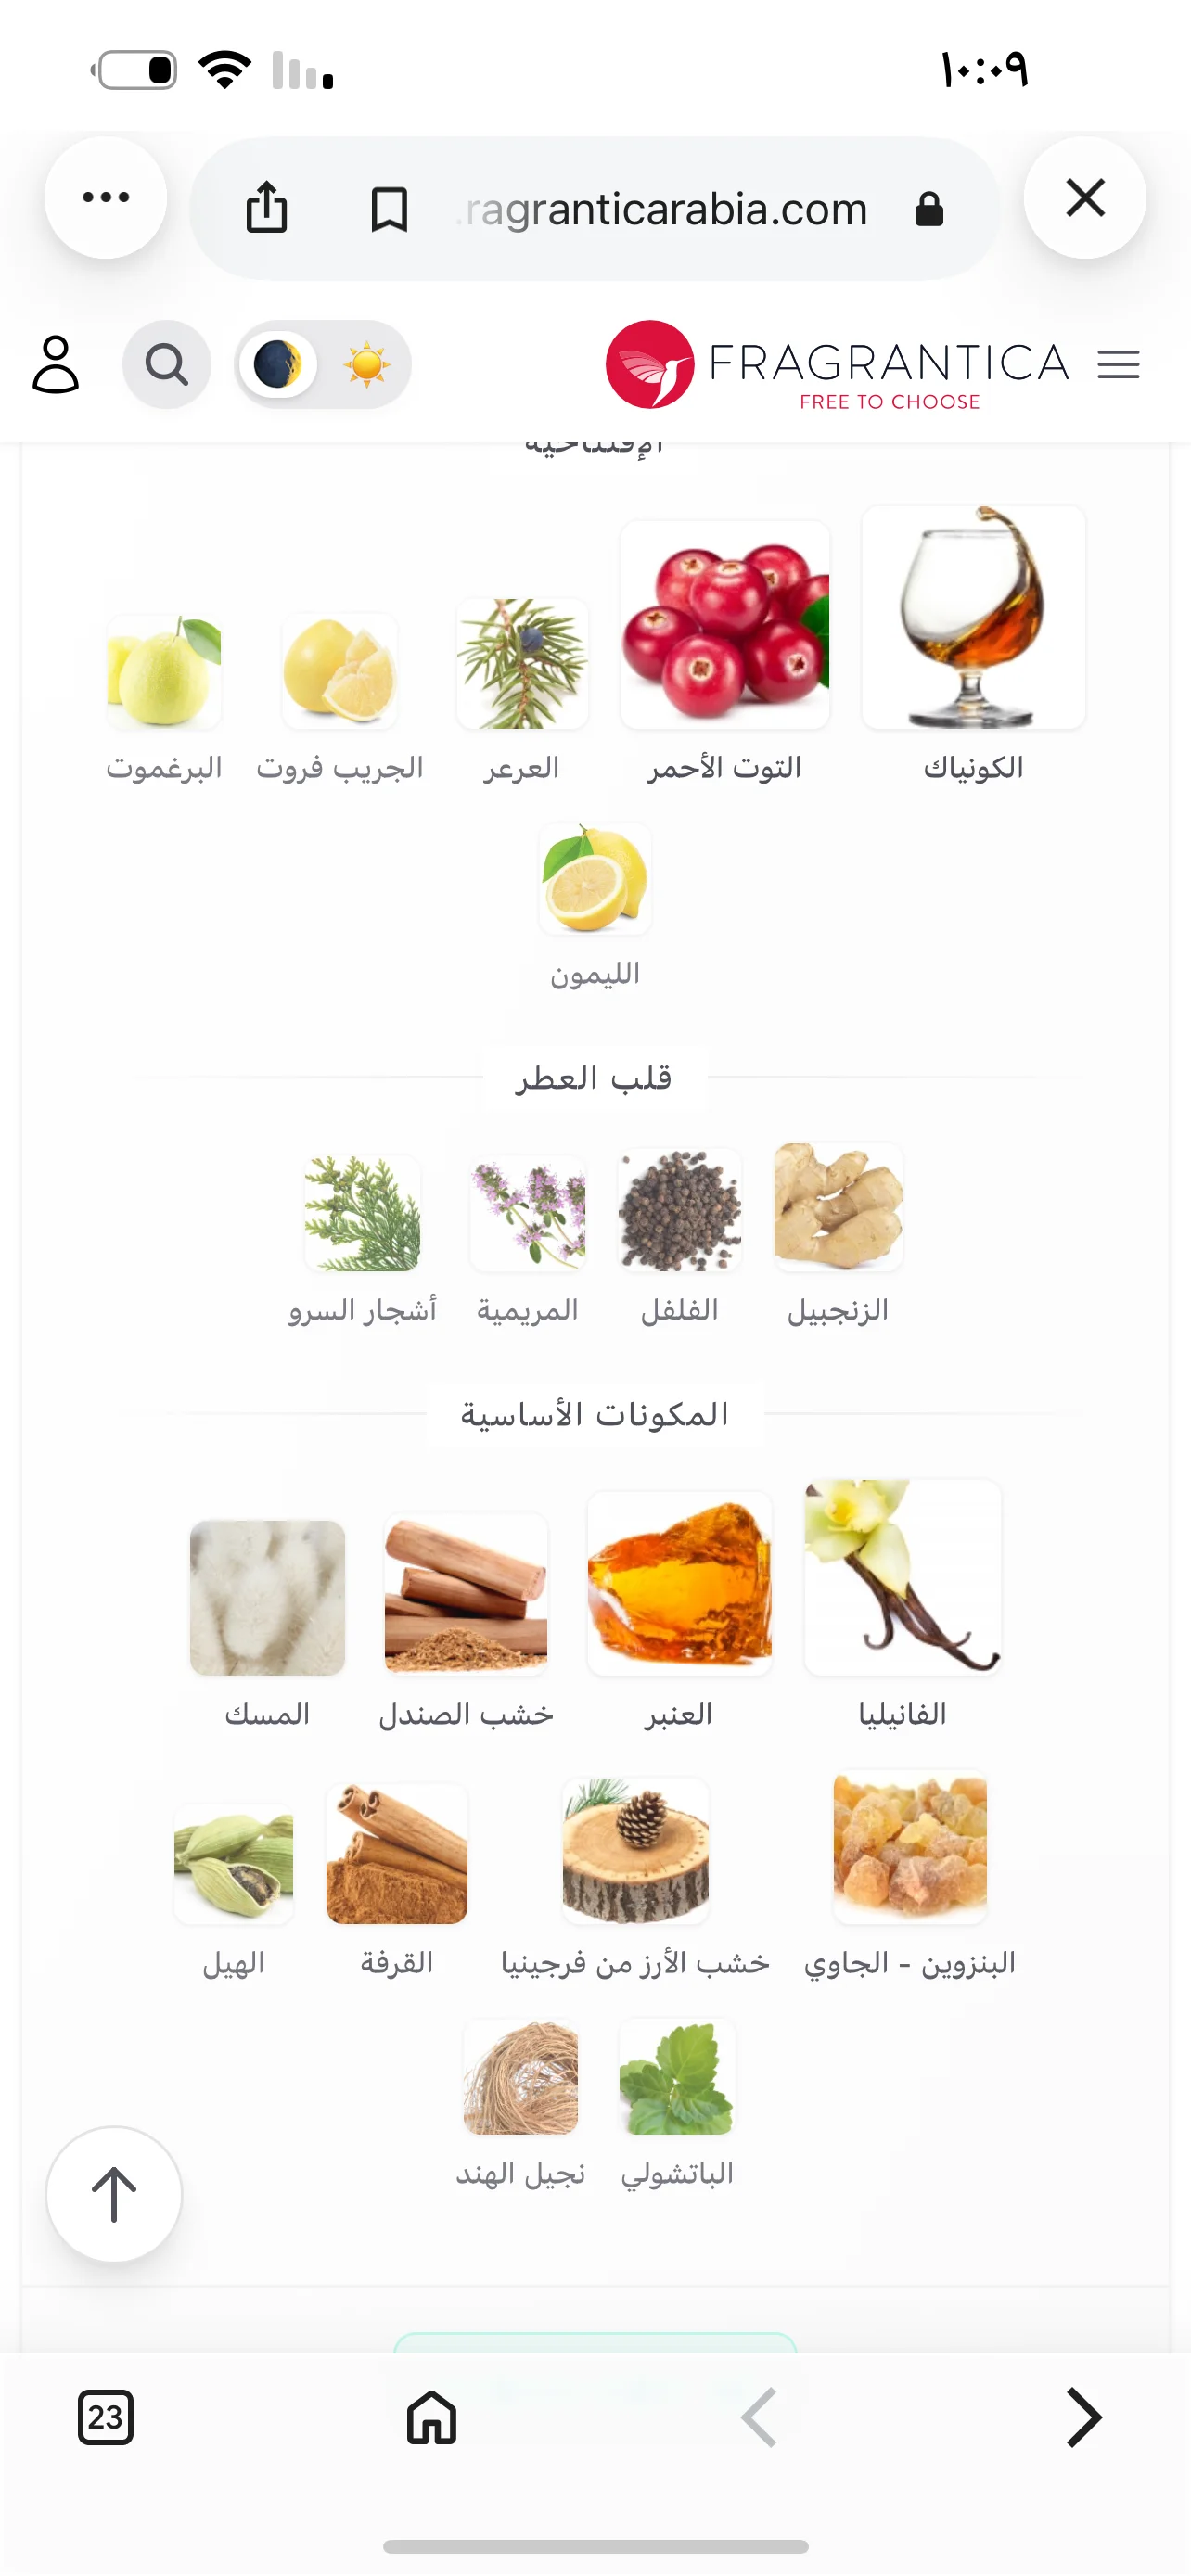 ١٠:٠٩
ragranticarabia.com
FRAGRANTICA
FREE TO CHOOSE
الإفتتاحية
الكونياك
التوت الأحمر
العرعر
الجريب فروت
البرغموت
الليمون
قلب العطر
الزنجبيل
الفلفل
المريمية
أشجار السرو
المكونات الأساسية
الفانيليا
العنبر
خشب الصندل
المسك
البنزوين - الجاوي
خشب الأرز من فرجينيا
القرفة
الهيل
الباتشولي
نجيل الهند
23